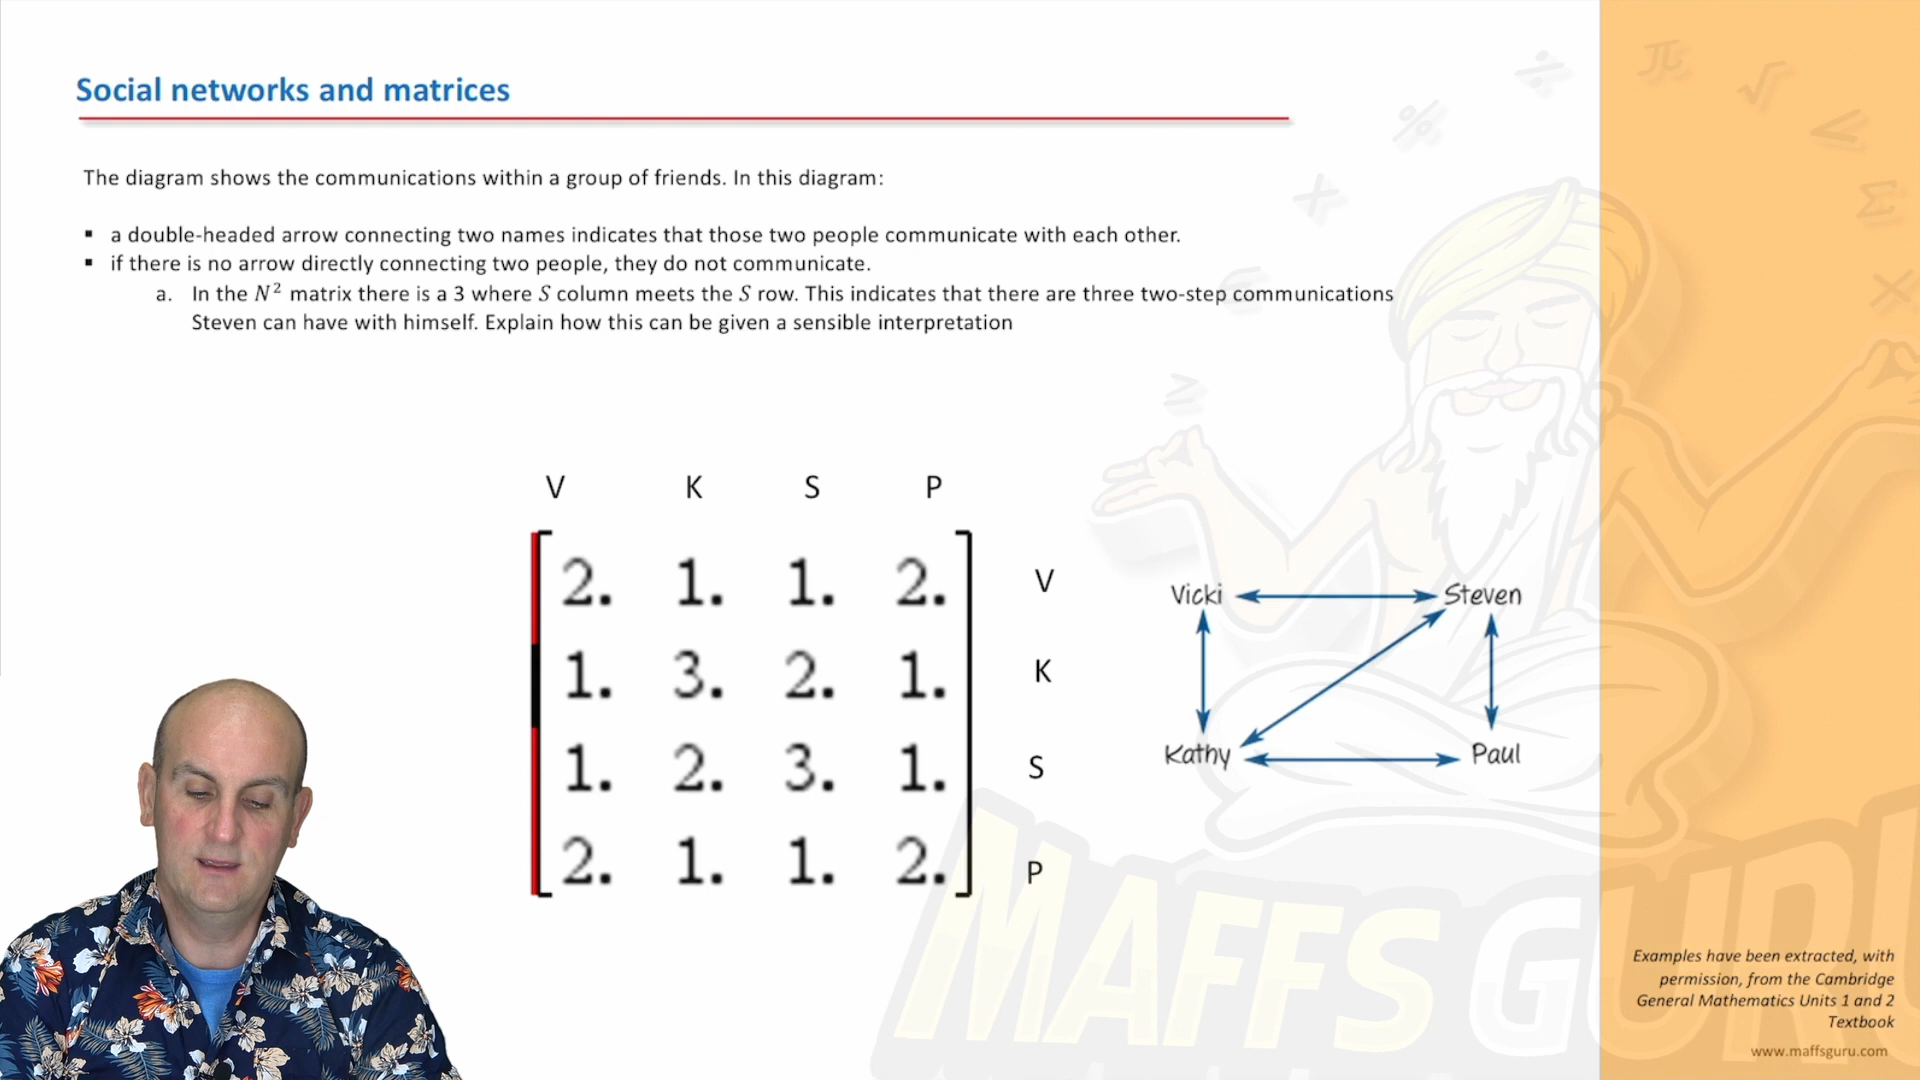 Social networks and matrices
The diagram shows the communications within a group of friends. In this diagram:
▪ a double-headed arrow connecting two names indicates that those two people communicate with each other.
▪ if there is no arrow directly connecting two people, they do not communicate.
a. In the N² matrix there is a 3 where S column meets the S row. This indicates that there are three two-step communications
Steven can have with himself. Explain how this can be given a sensible interpretation
V K S P
2. 1. 1. 2. V
1. 3. 2. 1. K
1. 2. 3. 1. S
2. 1. 1. 2. P
Vicki Steven
Kathy Paul
MAFFS GURU
Examples have been extracted, with
permission, from the Cambridge
General Mathematics Units 1 and 2
Textbook
www.maffsguru.com